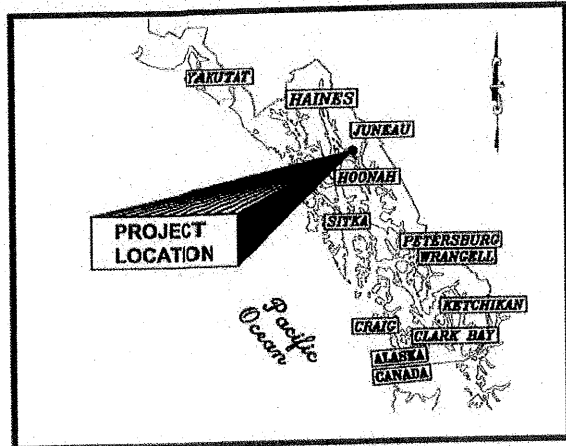 YAKUTAT
HAINES
JUNEAU
HOONAH
PROJECT
LOCATION
SITKA
PETERSBURG
WRANGELL
Pacific
Ocean
KETCHIKAN
CRAIG
CLARK BAY
ALASKA
CANADA